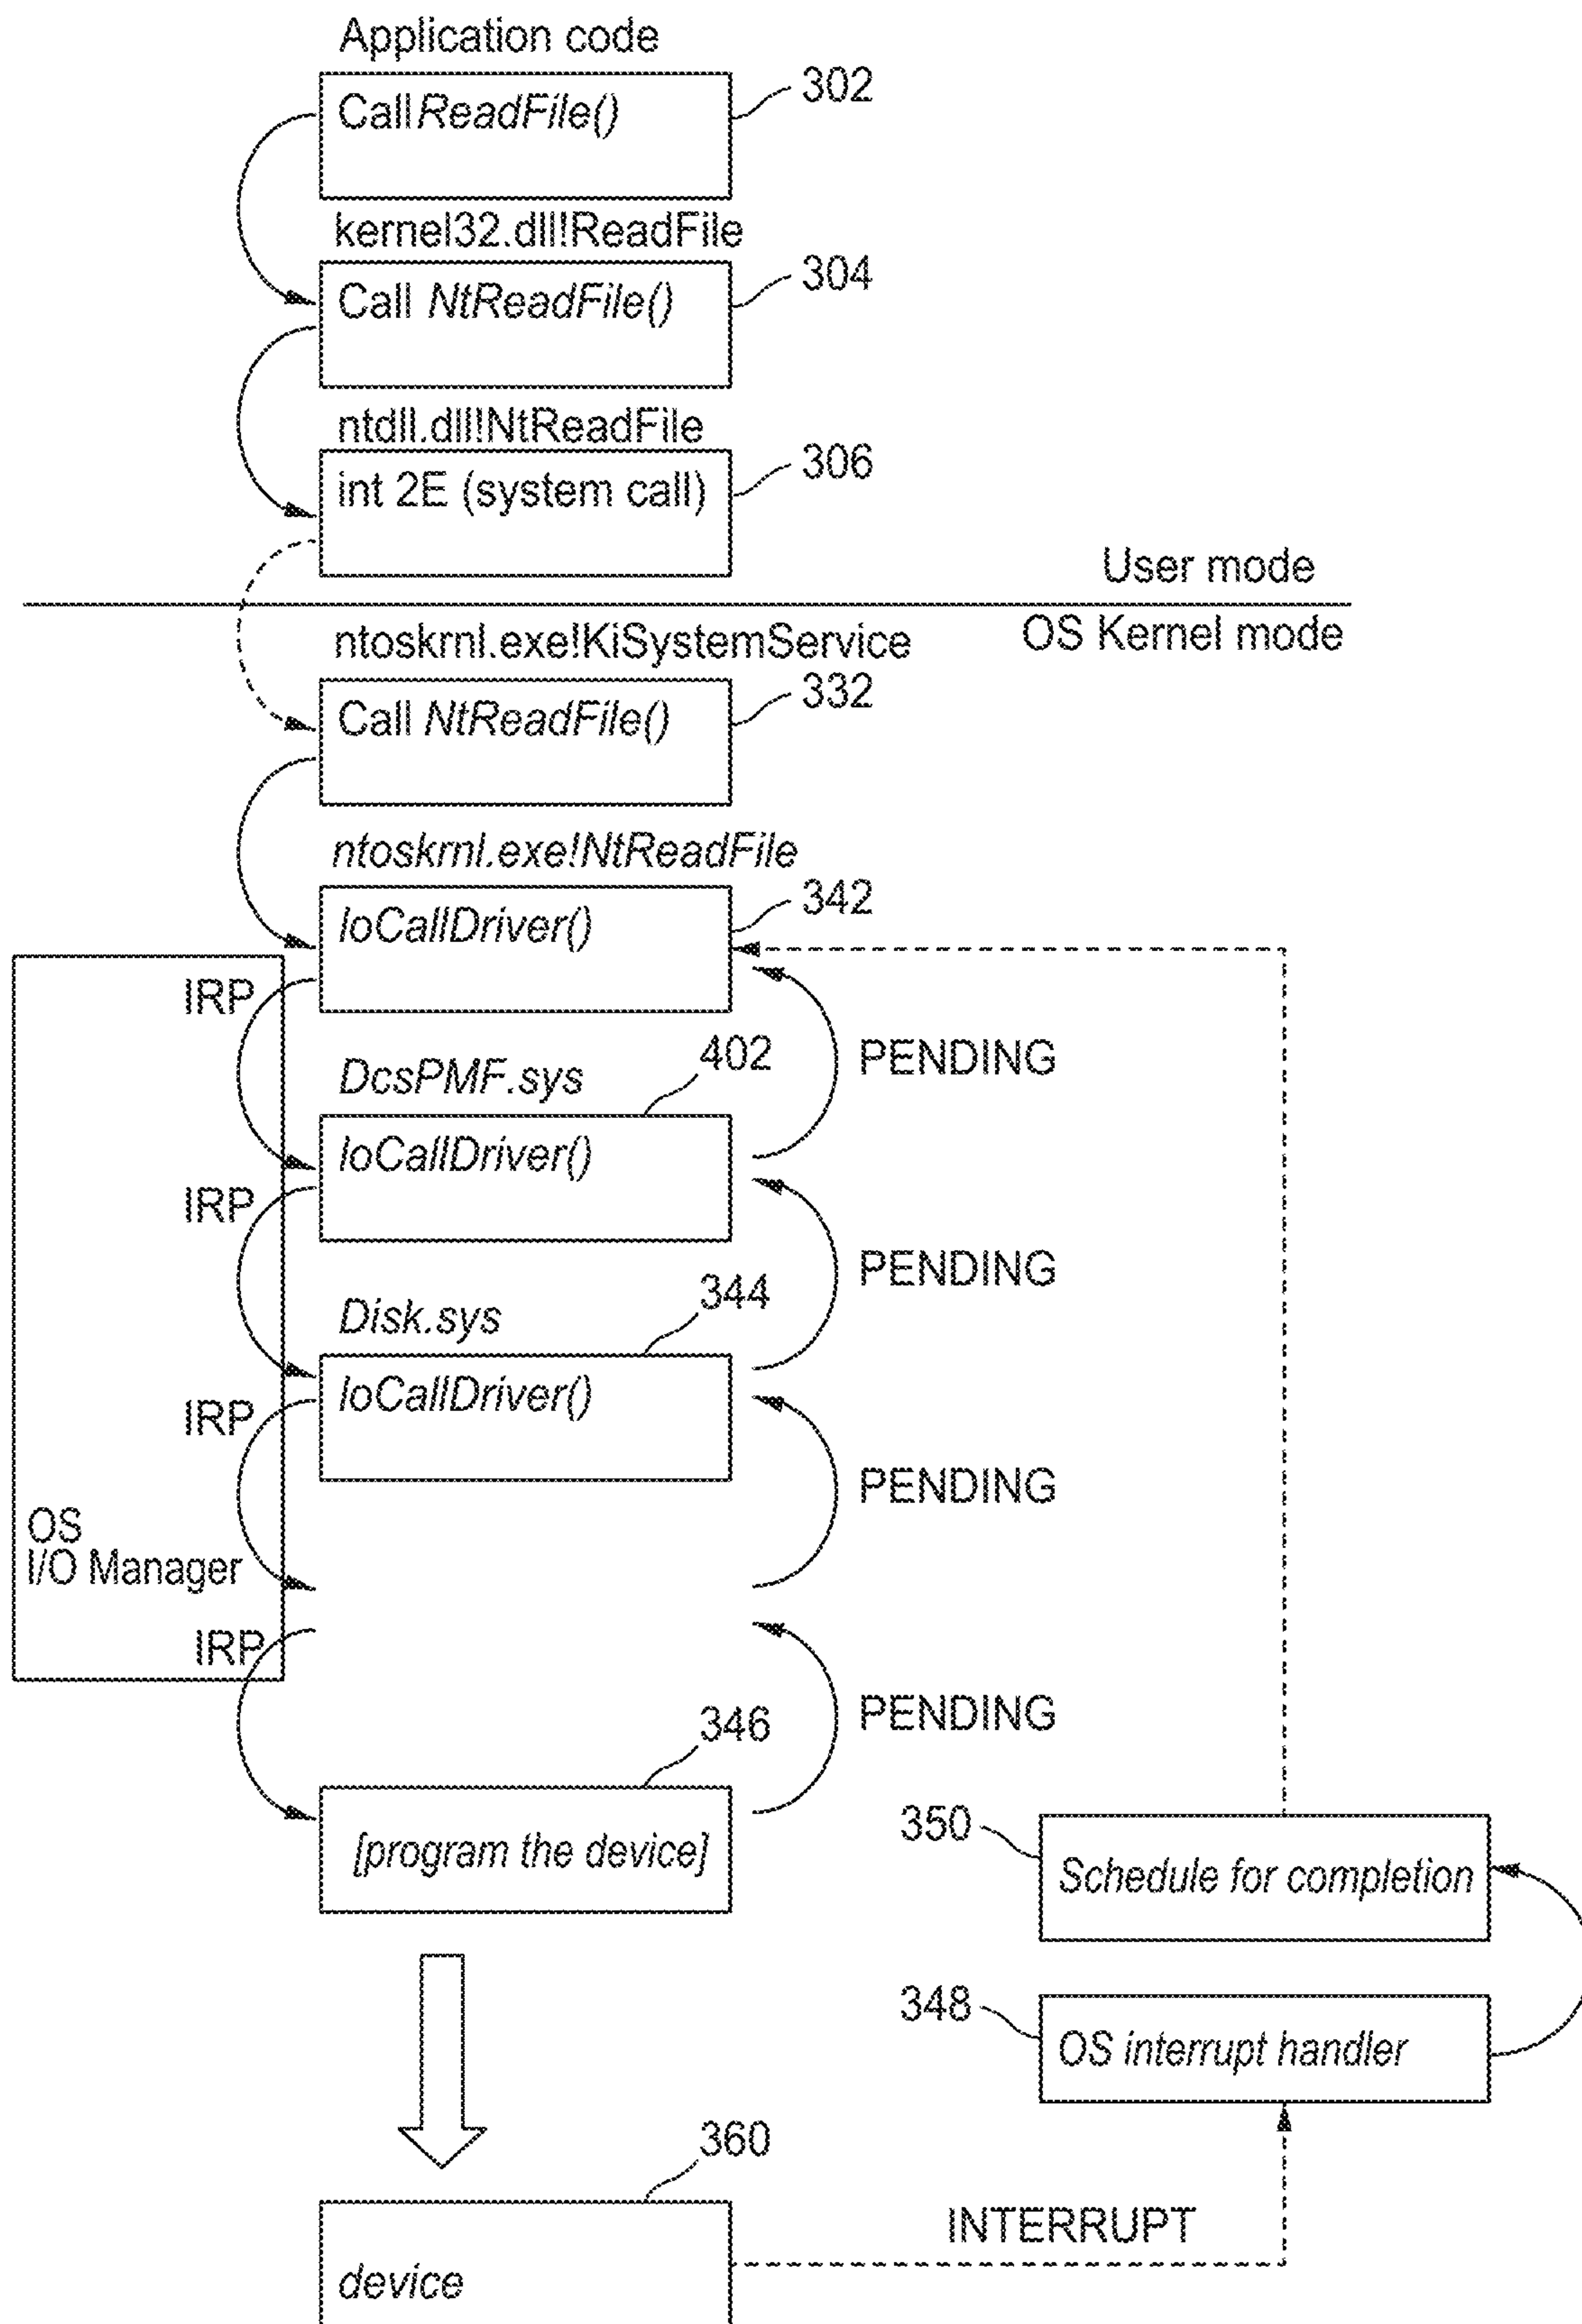 Application code
302
Call ReadFile()
kernel32.dll!ReadFile
304
Call NtReadFile()
ntdll.dll!NtReadFile
306
int 2E (system call)
User mode
OS Kernel mode
ntoskrnl.exe!KiSystemService
332
Call NtReadFile()
ntoskrnl.exe!NtReadFile
342
IoCallDriver()
IRP
402
PENDING
DcsPMF.sys
IoCallDriver()
IRP
PENDING
344
Disk.sys
IoCallDriver()
IRP
PENDING
OS
I/O Manager
IRP
346
PENDING
[program the device]
350
Schedule for completion
348
OS interrupt handler
360
INTERRUPT
device